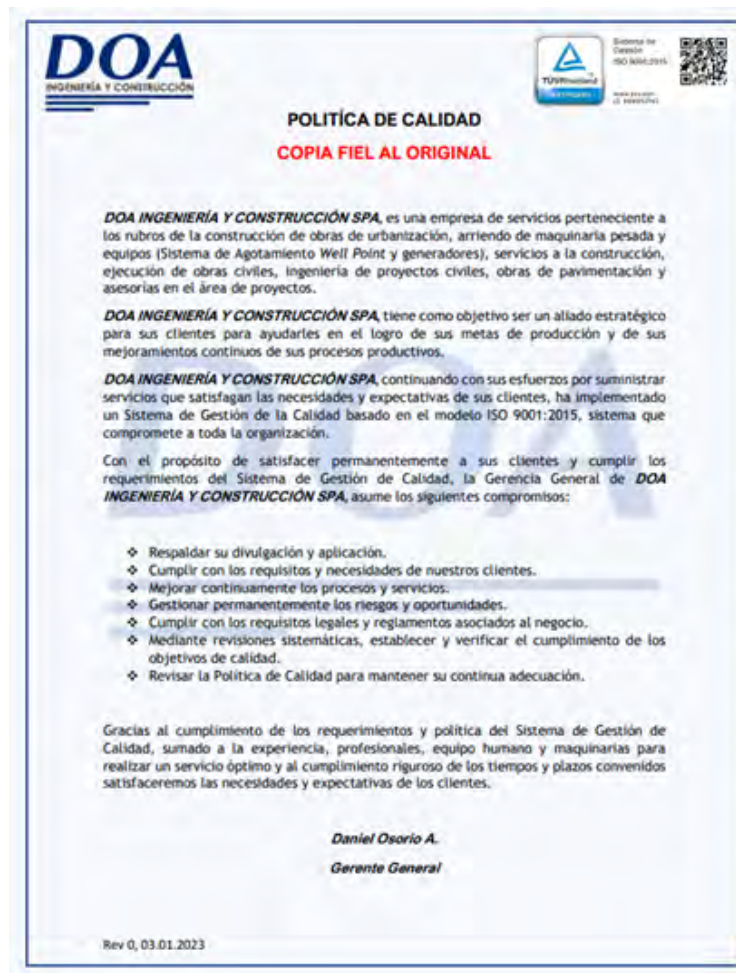 DOA
INGENIERÍA Y CONSTRUCCIÓN
TÜVRheinland
Sistema de
Gestión
ISO 9001:2015
POLITÍCA DE CALIDAD
COPIA FIEL AL ORIGINAL
DOA INGENIERÍA Y CONSTRUCCIÓN SPA, es una empresa de servicios perteneciente a
los rubros de la construcción de obras de urbanización, arriendo de maquinaria pesada y
equipos (Sistema de Agotamiento Well Point y generadores), servicios a la construcción,
ejecución de obras civiles, ingeniería de proyectos civiles, obras de pavimentación y
asesorías en el área de proyectos.
DOA INGENIERÍA Y CONSTRUCCIÓN SPA, tiene como objetivo ser un aliado estratégico
para sus clientes para ayudarles en el logro de sus metas de producción y de sus
mejoramientos continuos de sus procesos productivos.
DOA INGENIERÍA Y CONSTRUCCIÓN SPA, continuando con sus esfuerzos por suministrar
servicios que satisfagan las necesidades y expectativas de sus clientes, ha implementado
un Sistema de Gestión de la Calidad basado en el modelo ISO 9001:2015, sistema que
compromete a toda la organización.
Con el propósito de satisfacer permanentemente a sus clientes y cumplir los
requerimientos del Sistema de Gestión de Calidad, la Gerencia General de DOA
INGENIERÍA Y CONSTRUCCIÓN SPA, asume los siguientes compromisos:
❖ Respaldar su divulgación y aplicación.
❖ Cumplir con los requisitos y necesidades de nuestros clientes.
❖ Mejorar continuamente los procesos y servicios.
❖ Gestionar permanentemente los riesgos y oportunidades.
❖ Cumplir con los requisitos legales y reglamentos asociados al negocio.
❖ Mediante revisiones sistemáticas, establecer y verificar el cumplimiento de los
objetivos de calidad.
❖ Revisar la Política de Calidad para mantener su continua adecuación.
Gracias al cumplimiento de los requerimientos y política del Sistema de Gestión de
Calidad, sumado a la experiencia, profesionales, equipo humano y maquinarias para
realizar un servicio óptimo y al cumplimiento riguroso de los tiempos y plazos convenidos
satisfaceremos las necesidades y expectativas de los clientes.
Daniel Osorio A.
Gerente General
Rev 0, 03.01.2023